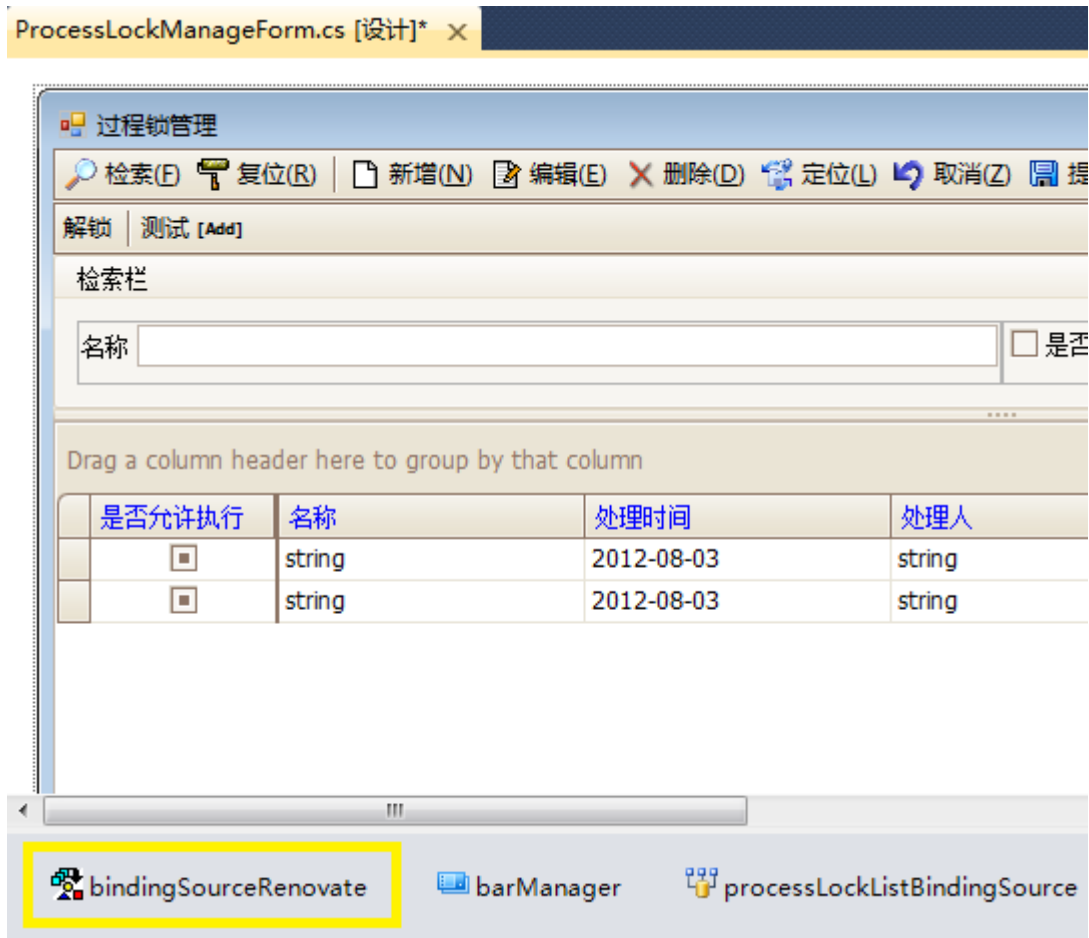 ProcessLockManageForm.cs [设计]* ×
过程锁管理
检索(F) 复位(R) 新增(N) 编辑(E) 删除(D) 定位(L) 取消(Z) 提
解锁 测试 [Add]
检索栏
名称 是否
Drag a column header here to group by that column
是否允许执行 名称 处理时间 处理人
string 2012-08-03 string
string 2012-08-03 string
bindingSourceRenovate barManager processLockListBindingSource